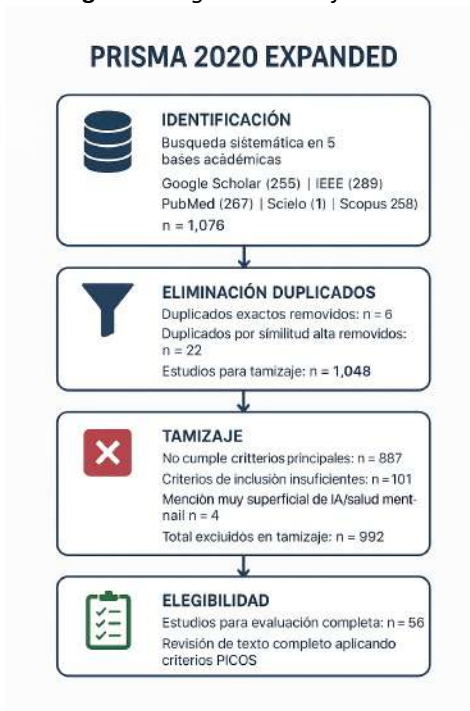 PRISMA 2020 EXPANDED
IDENTIFICACIÓN
Busqueda sistemática en 5
bases académicas
Google Scholar (255) | IEEE (289)
PubMed (267) | Scielo (1) | Scopus 258)
n = 1,076
ELIMINACIÓN DUPLICADOS
Duplicados exactos removidos: n = 6
Duplicados por similitud alta removidos:
n = 22
Estudios para tamizaje: n = 1,048
TAMIZAJE
No cumple critterios principales: n = 887
Criterios de inclusión insuficientes: n = 101
Mención muy superficial de IA/salud ment-
nail n = 4
Total exciuidos en tamizaje: n = 992
ELEGIBILIDAD
Estudios para evaluación completa: n = 56
Revisión de texto completo aplicando
criterios PICOS